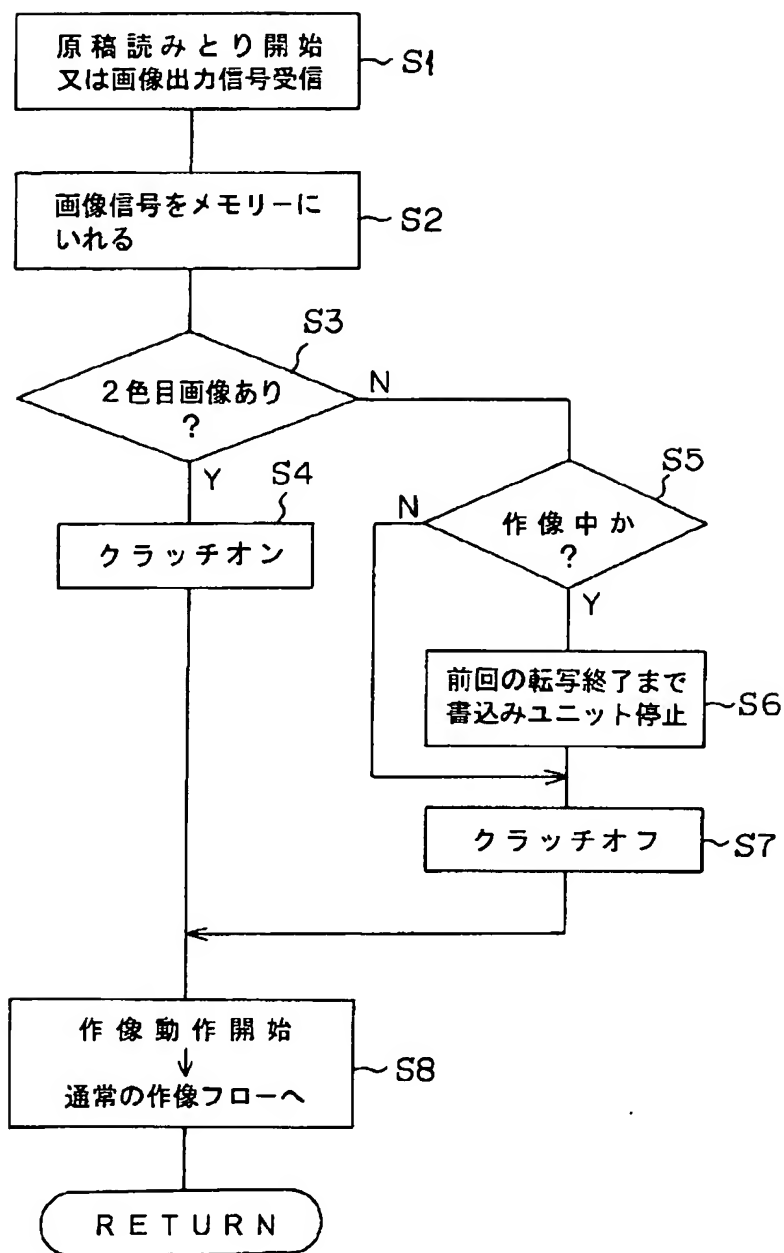 原稿読みとり開始
又は画像出力信号受信
S1
画像信号をメモリーに
いれる
S2
S3
2色目画像あり
?
N
Y
S4
クラッチオン
S5
作像中か
?
N
Y
前回の転写終了まで
書込みユニット停止
S6
クラッチオフ
S7
作像動作開始
↓
通常の作像フローへ
S8
RETURN